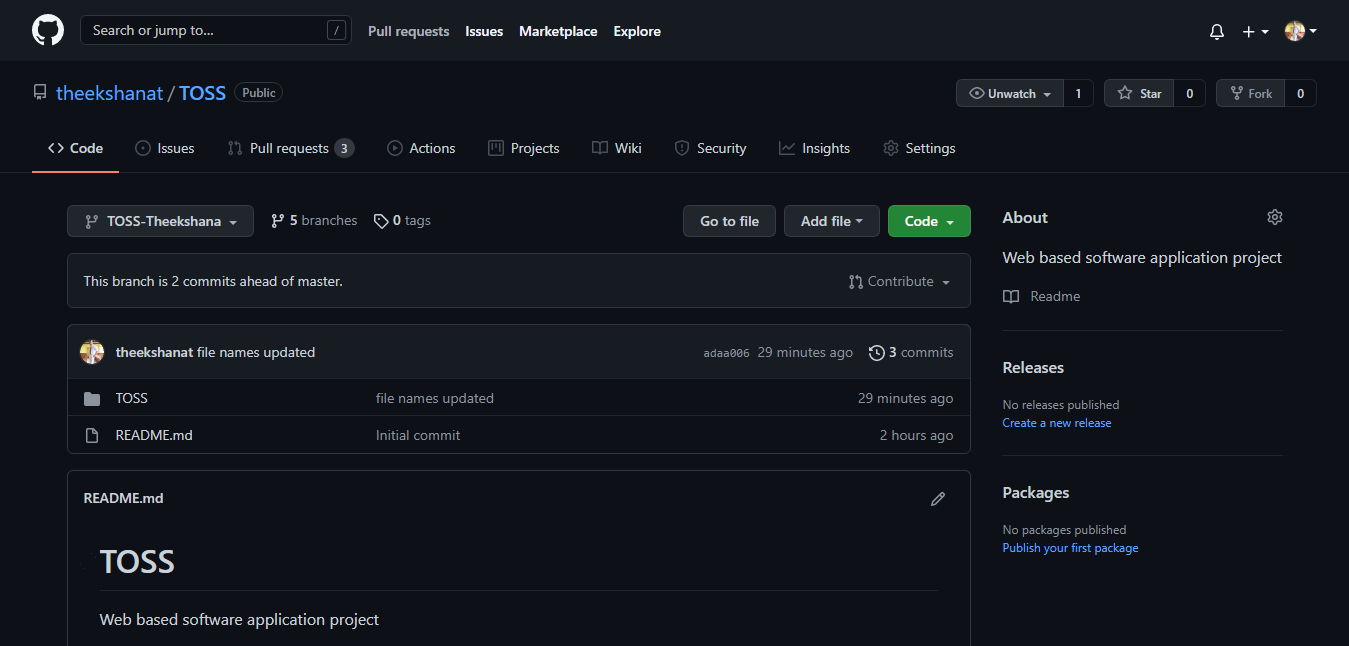 Search or jump to... / Pull requests Issues Marketplace Explore
theekshanat / TOSS Public Unwatch 1 Star 0 Fork 0
Code Issues Pull requests 3 Actions Projects Wiki Security Insights Settings
TOSS-Theekshana 5 branches 0 tags Go to file Add file Code
This branch is 2 commits ahead of master. Contribute
theekshanat file names updated adaa006 29 minutes ago 3 commits
TOSS file names updated 29 minutes ago
README.md Initial commit 2 hours ago
README.md
TOSS
Web based software application project
About
Web based software application project
Readme
Releases
No releases published
Create a new release
Packages
No packages published
Publish your first package